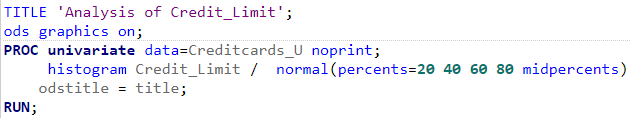 TITLE 'Analysis of Credit_Limit';
ods graphics on;
PROC univariate data=Creditcards_U noprint;
histogram Credit_Limit / normal(percents=20 40 60 80 midpercents)
odstitle = title;
RUN;